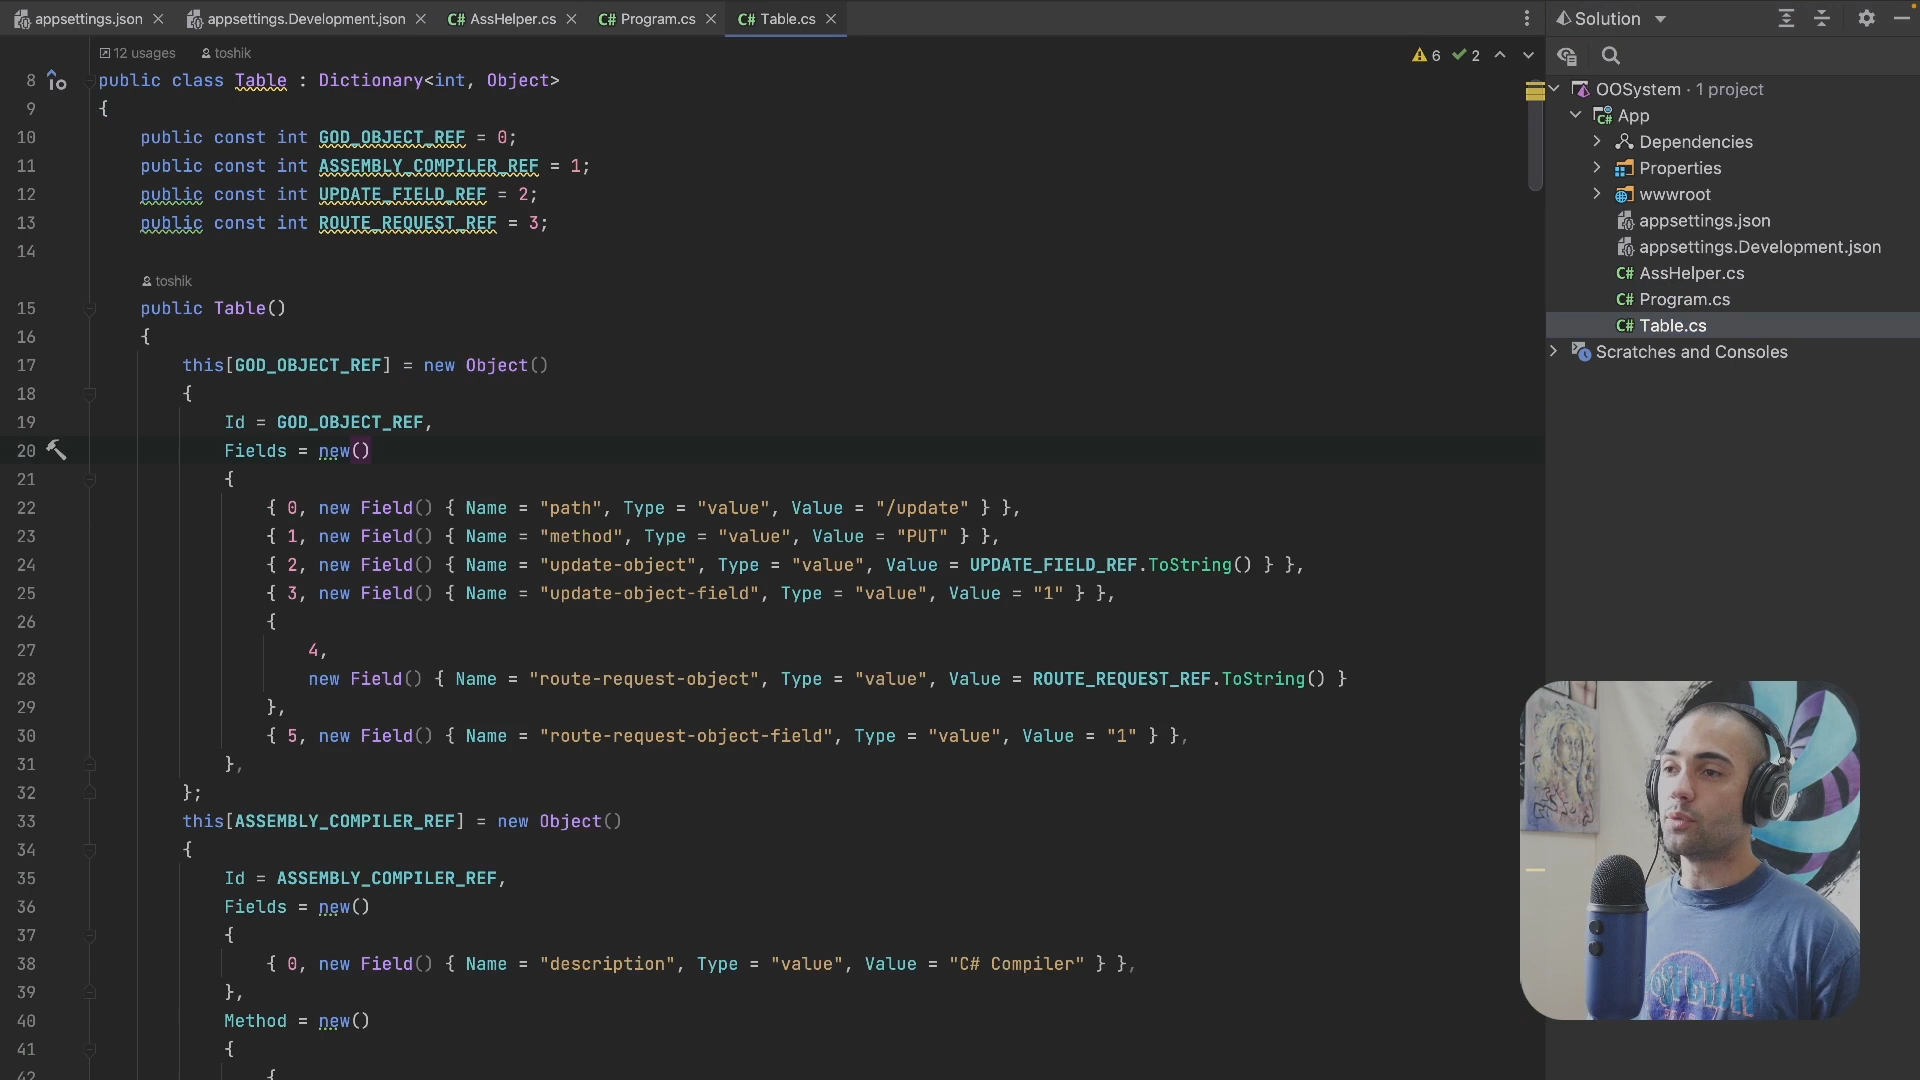 appsettings.json
appsettings.Development.json
C# AssHelper.cs
C# Program.cs
C# Table.cs
Solution
12 usages toshik
6 2
8 public class Table : Dictionary<int, Object>
9 {
10 public const int GOD_OBJECT_REF = 0;
11 public const int ASSEMBLY_COMPILER_REF = 1;
12 public const int UPDATE_FIELD_REF = 2;
13 public const int ROUTE_REQUEST_REF = 3;
14
toshik
15 public Table()
16 {
17 this[GOD_OBJECT_REF] = new Object()
18 {
19 Id = GOD_OBJECT_REF,
20 Fields = new()
21 {
22 { 0, new Field() { Name = "path", Type = "value", Value = "/update" } },
23 { 1, new Field() { Name = "method", Type = "value", Value = "PUT" } },
24 { 2, new Field() { Name = "update-object", Type = "value", Value = UPDATE_FIELD_REF.ToString() } },
25 { 3, new Field() { Name = "update-object-field", Type = "value", Value = "1" } },
26 {
27 4,
28 new Field() { Name = "route-request-object", Type = "value", Value = ROUTE_REQUEST_REF.ToString() }
29 },
30 { 5, new Field() { Name = "route-request-object-field", Type = "value", Value = "1" } },
31 },
32 };
33 this[ASSEMBLY_COMPILER_REF] = new Object()
34 {
35 Id = ASSEMBLY_COMPILER_REF,
36 Fields = new()
37 {
38 { 0, new Field() { Name = "description", Type = "value", Value = "C# Compiler" } },
39 },
40 Method = new()
41 {
42 {
OOSystem · 1 project
C# App
Dependencies
Properties
wwwroot
appsettings.json
appsettings.Development.json
C# AssHelper.cs
C# Program.cs
C# Table.cs
Scratches and Consoles